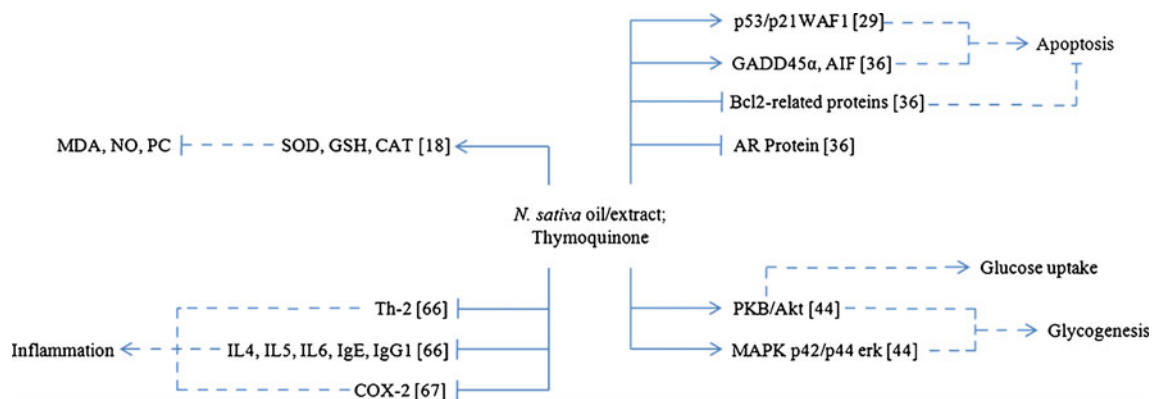 p53/p21WAF1 [29]
Apoptosis
GADD45α, AIF [36]
Bcl2-related proteins [36]
MDA, NO, PC
SOD, GSH, CAT [18]
AR Protein [36]
N. sativa oil/extract;
Thymoquinone
Glucose uptake
Th-2 [66]
PKB/Akt [44]
Glycogenesis
Inflammation
IL4, IL5, IL6, IgE, IgG1 [66]
MAPK p42/p44 erk [44]
COX-2 [67]